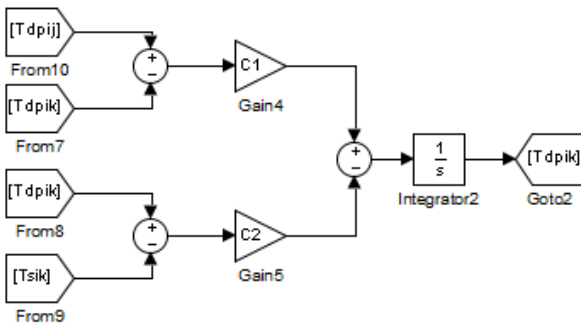 [Tdpij]
From10
+
−
C1
Gain4
[Tdpik]
From7
+
−
1
s
Integrator2
[Tdpik]
Goto2
[Tdpik]
From8
+
−
C2
Gain5
[Tsik]
From9